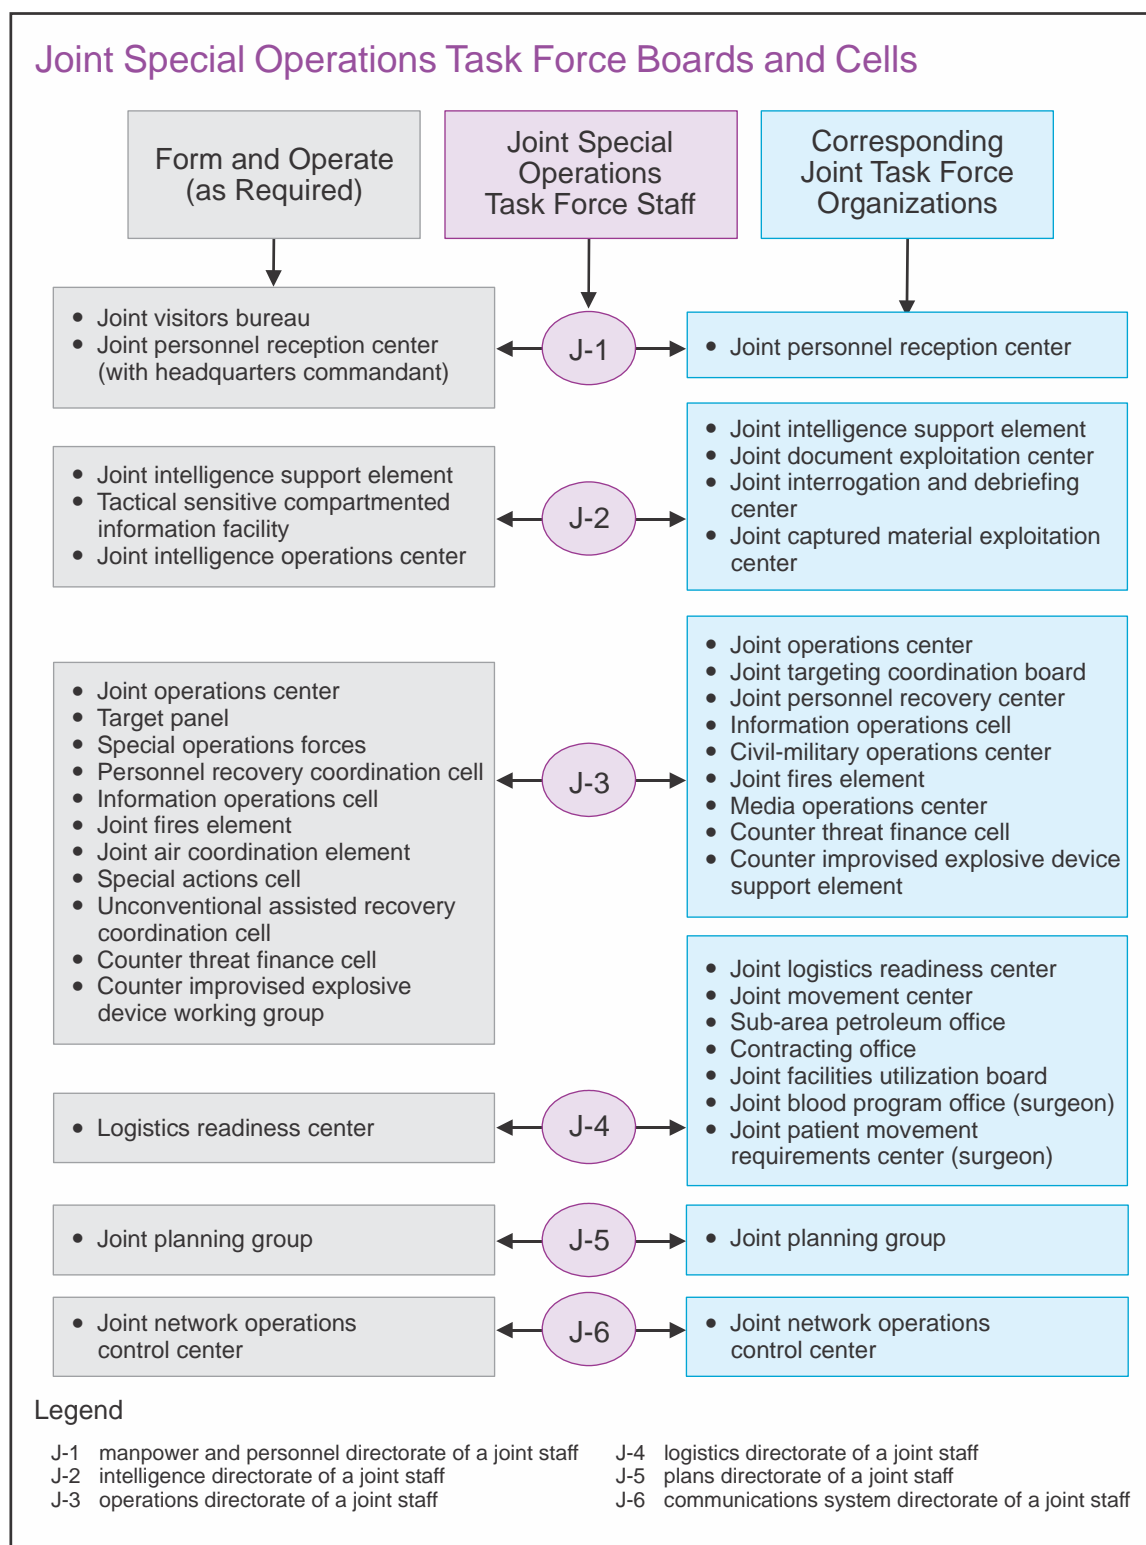 Joint Special Operations Task Force Boards and Cells
Form and Operate
(as Required)
Joint Special
Operations
Task Force Staff
Corresponding
Joint Task Force
Organizations
• Joint visitors bureau
• Joint personnel reception center
(with headquarters commandant)
J-1
• Joint personnel reception center
• Joint intelligence support element
• Tactical sensitive compartmented
information facility
• Joint intelligence operations center
J-2
• Joint intelligence support element
• Joint document exploitation center
• Joint interrogation and debriefing
center
• Joint captured material exploitation
center
• Joint operations center
• Target panel
• Special operations forces
• Personnel recovery coordination cell
• Information operations cell
• Joint fires element
• Joint air coordination element
• Special actions cell
• Unconventional assisted recovery
coordination cell
• Counter threat finance cell
• Counter improvised explosive
device working group
J-3
• Joint operations center
• Joint targeting coordination board
• Joint personnel recovery center
• Information operations cell
• Civil-military operations center
• Joint fires element
• Media operations center
• Counter threat finance cell
• Counter improvised explosive device
support element
• Logistics readiness center
J-4
• Joint logistics readiness center
• Joint movement center
• Sub-area petroleum office
• Contracting office
• Joint facilities utilization board
• Joint blood program office (surgeon)
• Joint patient movement
requirements center (surgeon)
• Joint planning group
J-5
• Joint planning group
• Joint network operations
control center
J-6
• Joint network operations
control center
Legend
J-1 manpower and personnel directorate of a joint staff
J-2 intelligence directorate of a joint staff
J-3 operations directorate of a joint staff
J-4 logistics directorate of a joint staff
J-5 plans directorate of a joint staff
J-6 communications system directorate of a joint staff